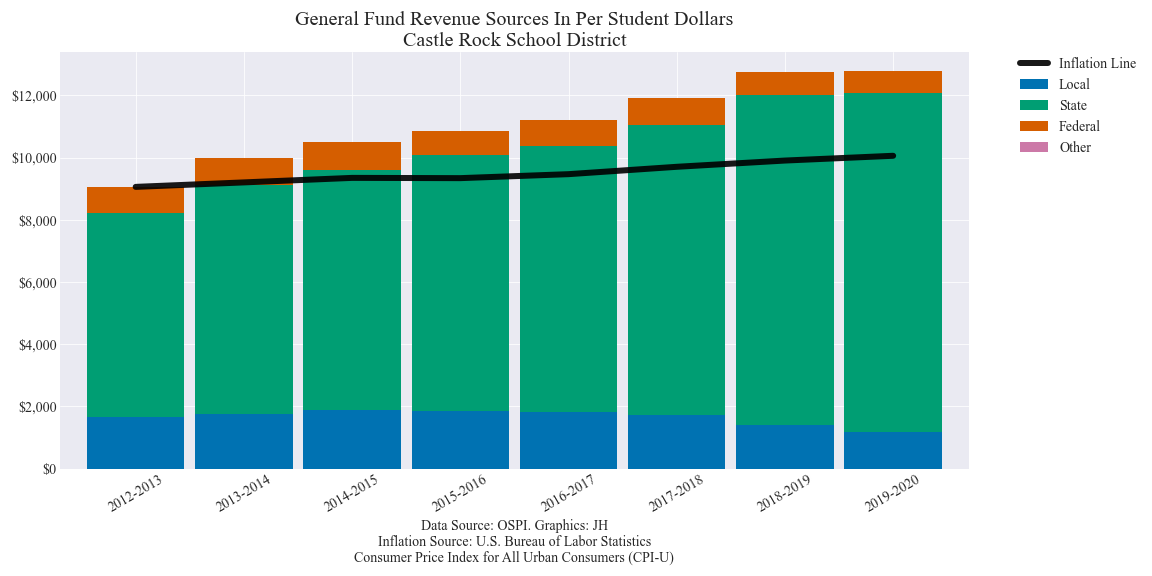 General Fund Revenue Sources In Per Student Dollars
Castle Rock School District
Inflation Line
Local
State
Federal
Other
$12,000
$10,000
$8,000
$6,000
$4,000
$2,000
$0
2012-2013
2013-2014
2014-2015
2015-2016
2016-2017
2017-2018
2018-2019
2019-2020
Data Source: OSPI. Graphics: JH
Inflation Source: U.S. Bureau of Labor Statistics
Consumer Price Index for All Urban Consumers (CPI-U)